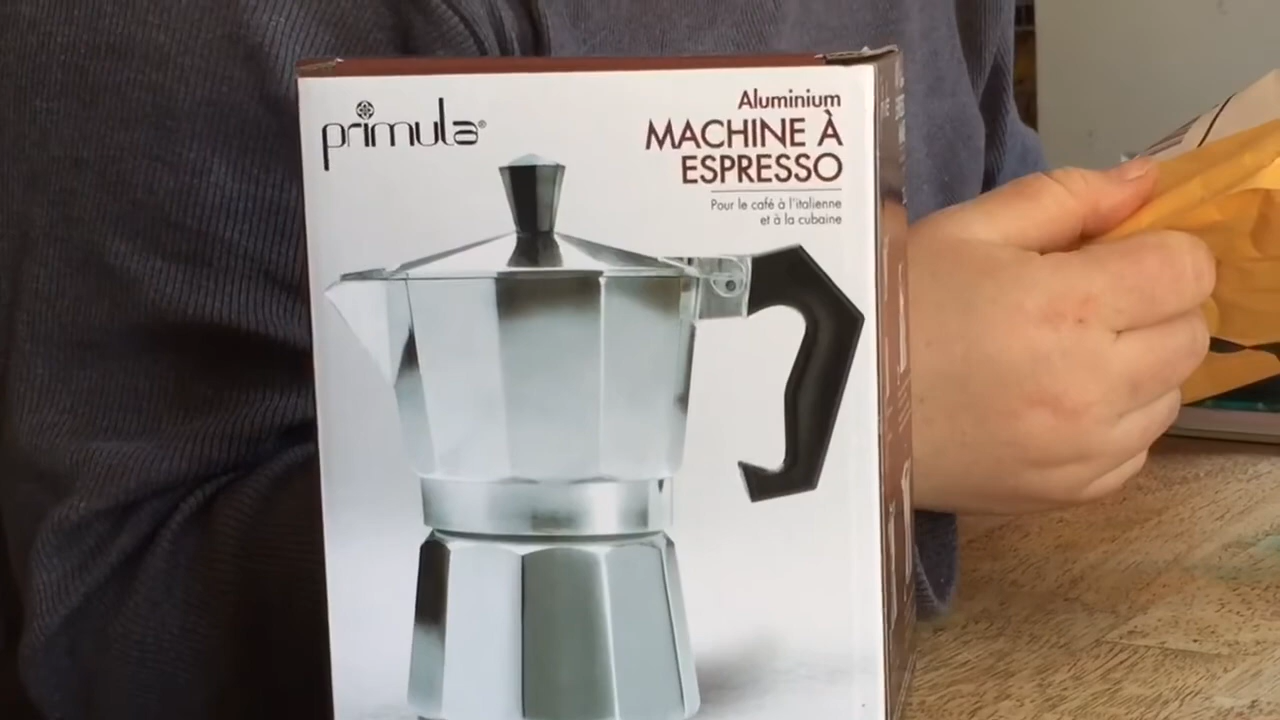 primula®
Aluminium
MACHINE À
ESPRESSO
Pour le café à l'italienne
et à la cubaine